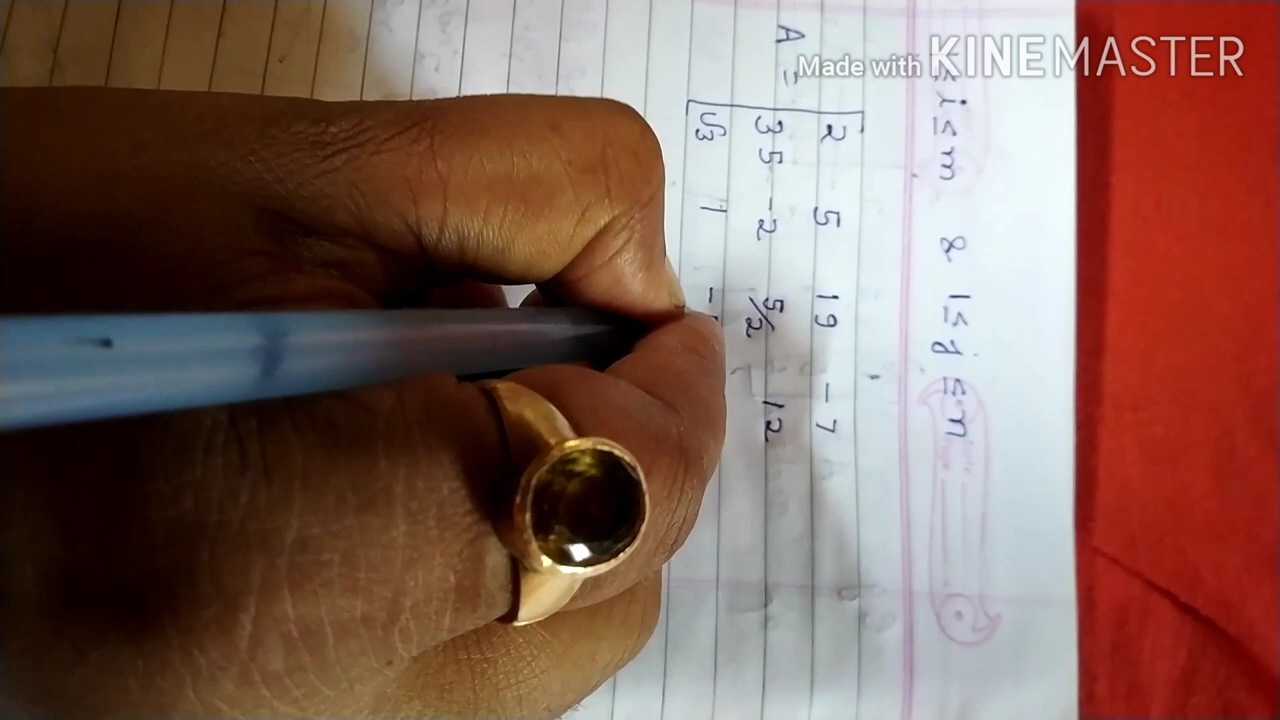 Made with KINEMASTER
≤ i ≤ m & 1 ≤ j ≤ n
A = [ 2 5 19 -7
35 -2 5/2 12
√3 1 -